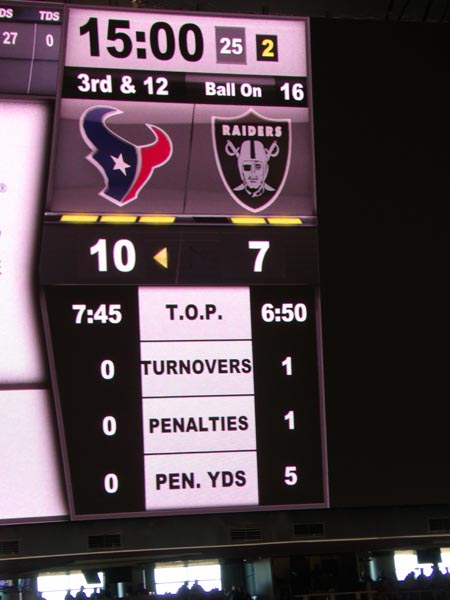 DS TDS
27 0
15:00 25 2
3rd & 12 Ball On 16
RAIDERS
10 7
7:45 T.O.P. 6:50
0 TURNOVERS 1
0 PENALTIES 1
0 PEN. YDS 5